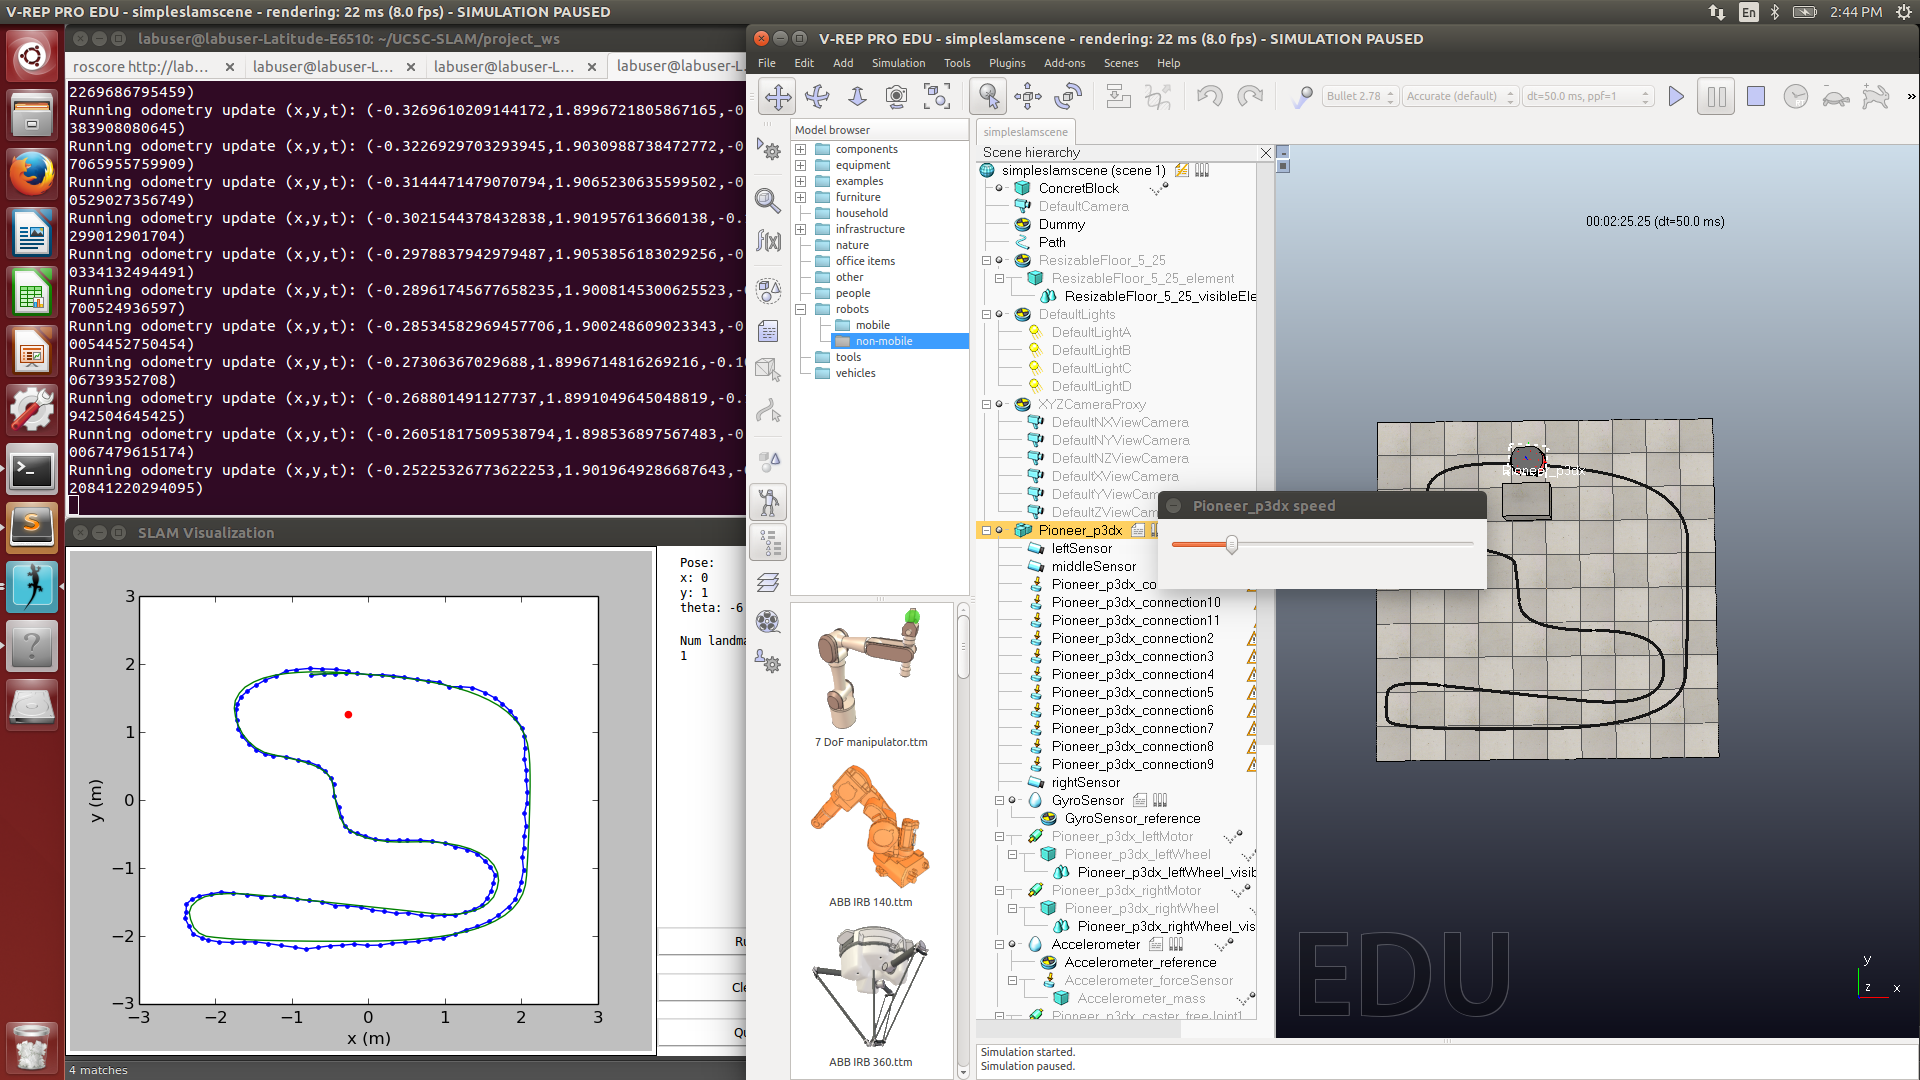 V-REP PRO EDU - simpleslamscene - rendering: 22 ms (8.0 fps) - SIMULATION PAUSED
En
2:44 PM
labuser@labuser-Latitude-E6510: ~/UCSC-SLAM/project_ws
roscore http://lab...
labuser@labuser-L...
labuser@labuser-L...
labuser@labuser-L
2269686795459)
Running odometry update (x,y,t): (-0.3269610209144172,1.8996721805867165,-0
383908080645)
Running odometry update (x,y,t): (-0.3226929703293945,1.9030988738472772,-0
7065955759909)
Running odometry update (x,y,t): (-0.3144471479070794,1.9065230635599502,-0
0529027356749)
Running odometry update (x,y,t): (-0.3021544378432838,1.901957613660138,-0.
299012901704)
Running odometry update (x,y,t): (-0.2978837942979487,1.9053856183029256,-0
0334132494491)
Running odometry update (x,y,t): (-0.28961745677658235,1.9008145300625523,-
700524936597)
Running odometry update (x,y,t): (-0.28534582969457706,1.900248609023343,-0
0054452750454)
Running odometry update (x,y,t): (-0.27306367029688,1.8996714816269216,-0.1
06739352708)
Running odometry update (x,y,t): (-0.268801491127737,1.8991049645048819,-0.
942504645425)
Running odometry update (x,y,t): (-0.26051817509538794,1.898536897567483,-0
0067479615174)
Running odometry update (x,y,t): (-0.25225326773622253,1.9019649286687643,-
20841220294095)
SLAM Visualization
3
2
1
0
−1
−2
−3
y (m)
−3
−2
−1
0
1
2
3
x (m)
Pose:
x: 0
y: 1
theta: -6
Num landma
1
Ru
Cle
Qu
4 matches
V-REP PRO EDU - simpleslamscene - rendering: 22 ms (8.0 fps) - SIMULATION PAUSED
File Edit Add Simulation Tools Plugins Add-ons Scenes Help
Bullet 2.78
Accurate (default)
dt=50.0 ms, ppf=1
»
f(x)
Model browser
components
equipment
examples
furniture
household
infrastructure
nature
office items
other
people
robots
mobile
non-mobile
tools
vehicles
7 DoF manipulator.ttm
ABB IRB 140.ttm
ABB IRB 360.ttm
simpleslamscene
Scene hierarchy
simpleslamscene (scene 1)
ConcretBlock
DefaultCamera
Dummy
Path
ResizableFloor_5_25
ResizableFloor_5_25_element
ResizableFloor_5_25_visibleEle
DefaultLights
DefaultLightA
DefaultLightB
DefaultLightC
DefaultLightD
XYZCameraProxy
DefaultNXViewCamera
DefaultNYViewCamera
DefaultNZViewCamera
DefaultXViewCamera
DefaultYViewCam
DefaultZViewCam
Pioneer_p3dx
leftSensor
middleSensor
Pioneer_p3dx_co
Pioneer_p3dx_connection10
Pioneer_p3dx_connection11
Pioneer_p3dx_connection2
Pioneer_p3dx_connection3
Pioneer_p3dx_connection4
Pioneer_p3dx_connection5
Pioneer_p3dx_connection6
Pioneer_p3dx_connection7
Pioneer_p3dx_connection8
Pioneer_p3dx_connection9
rightSensor
GyroSensor
GyroSensor_reference
Pioneer_p3dx_leftMotor
Pioneer_p3dx_leftWheel
Pioneer_p3dx_leftWheel_visib
Pioneer_p3dx_rightMotor
Pioneer_p3dx_rightWheel
Pioneer_p3dx_rightWheel_vis
Accelerometer
Accelerometer_reference
Accelerometer_forceSensor
Accelerometer_mass
Pioneer_p3dx_caster_freeJoint1
00:02:25.25 (dt=50.0 ms)
Pioneer_p3dx
Pioneer_p3dx speed
EDU
y
z
x
Simulation started.
Simulation paused.